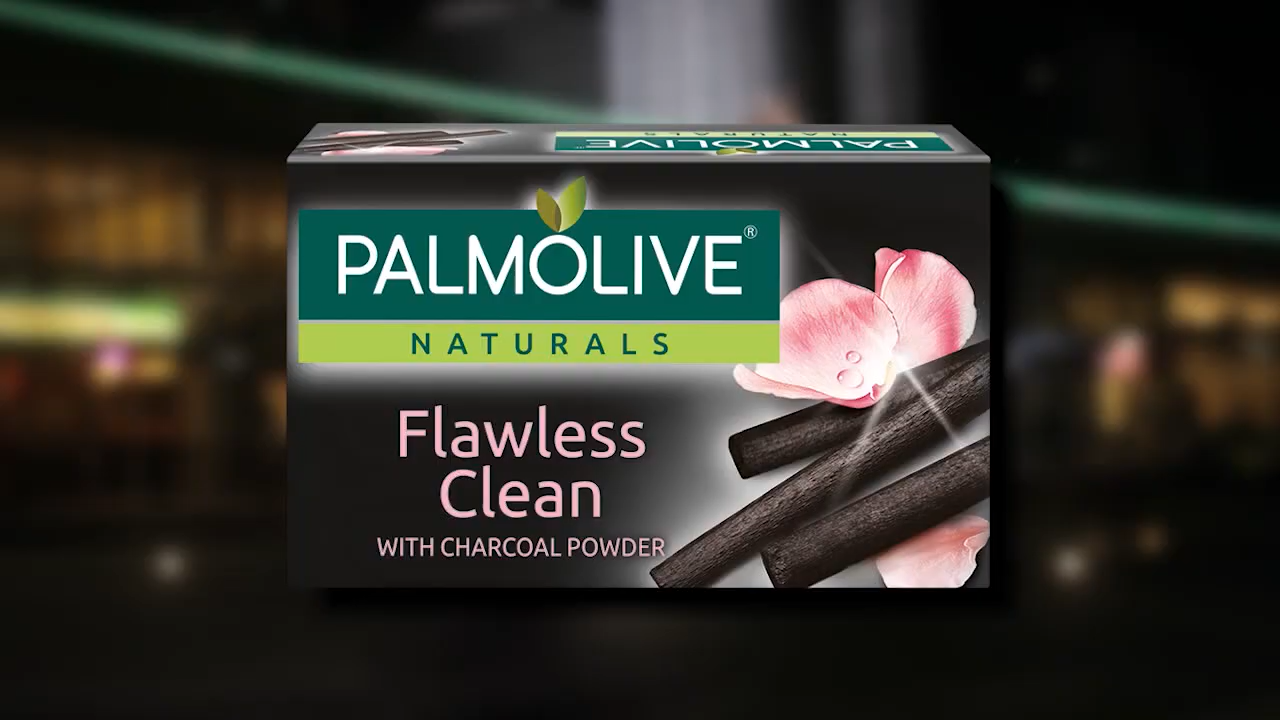 NATURALS
PALMOLIVE
PALMOLIVE®
NATURALS
Flawless
Clean
WITH CHARCOAL POWDER